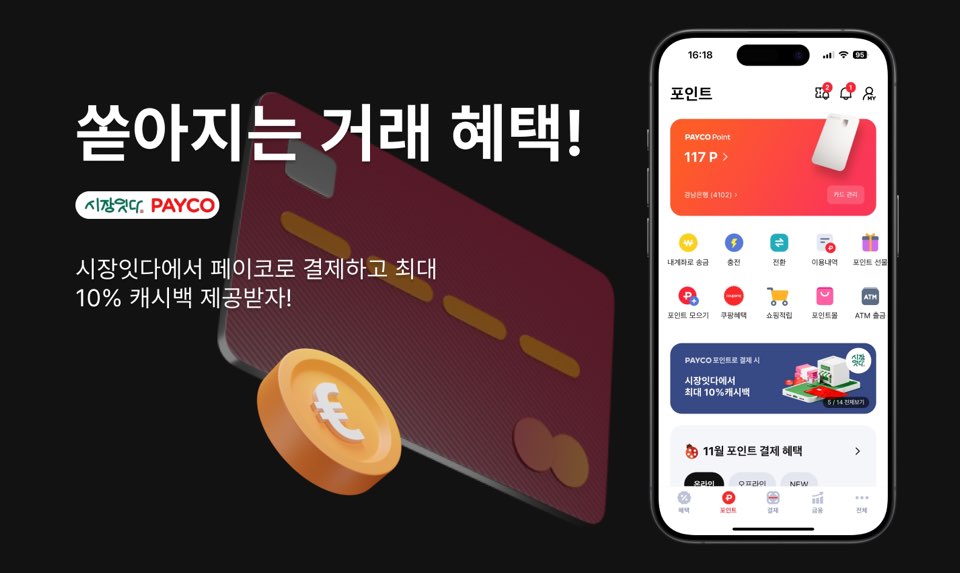 쏟아지는 거래 혜택!
시장잇다 PAYCO
시장잇다에서 페이코로 결제하고 최대
10% 캐시백 제공받자!
16:18
95
포인트
2
1
MY
PAYCO Point
117 P >
경남은행 (4102) >
카드 관리
내계좌로 송금
충전
전환
이용내역
포인트 선물
포인트 모으기
쿠팡혜택
쇼핑적립
포인트몰
ATM 출금
coupang
ATM
PAYCO 포인트로 결제 시
시장잇다에서
최대 10%캐시백
시장
잇다
5 / 14 전체보기
11월 포인트 결제 혜택
온라인
오프라인
NEW
혜택
포인트
결제
금융
전체